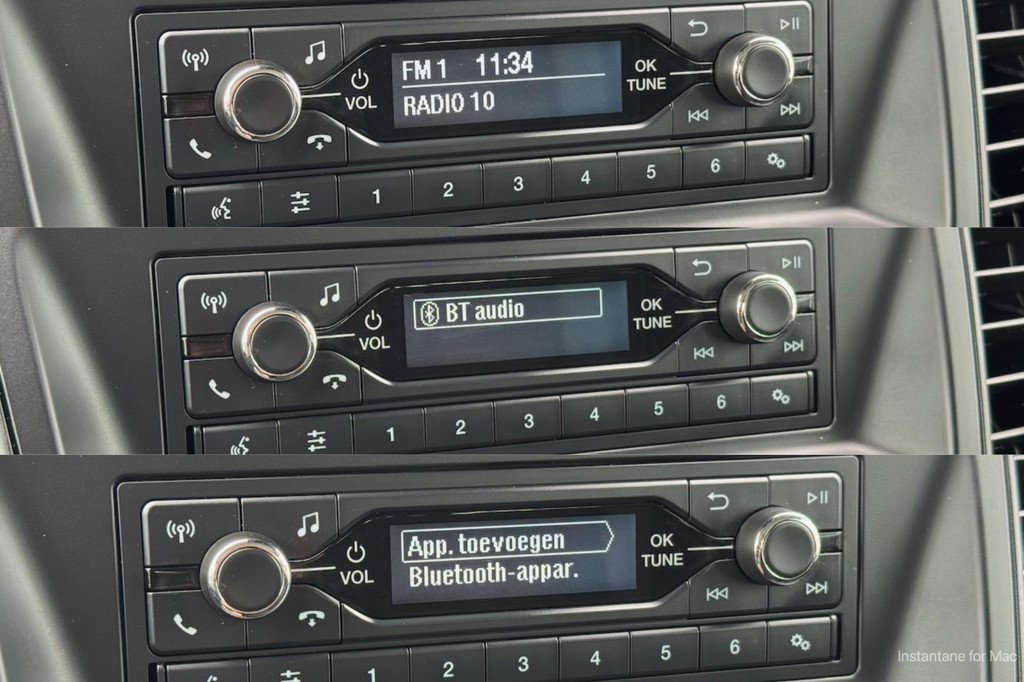 FM 1 11:34
RADIO 10
VOL
OK
TUNE
1 2 3 4 5 6
BT audio
VOL
OK
TUNE
1 2 3 4 5 6
App. toevoegen
Bluetooth-appar.
VOL
OK
TUNE
1 2 3 4 5 6
Instantane for Mac